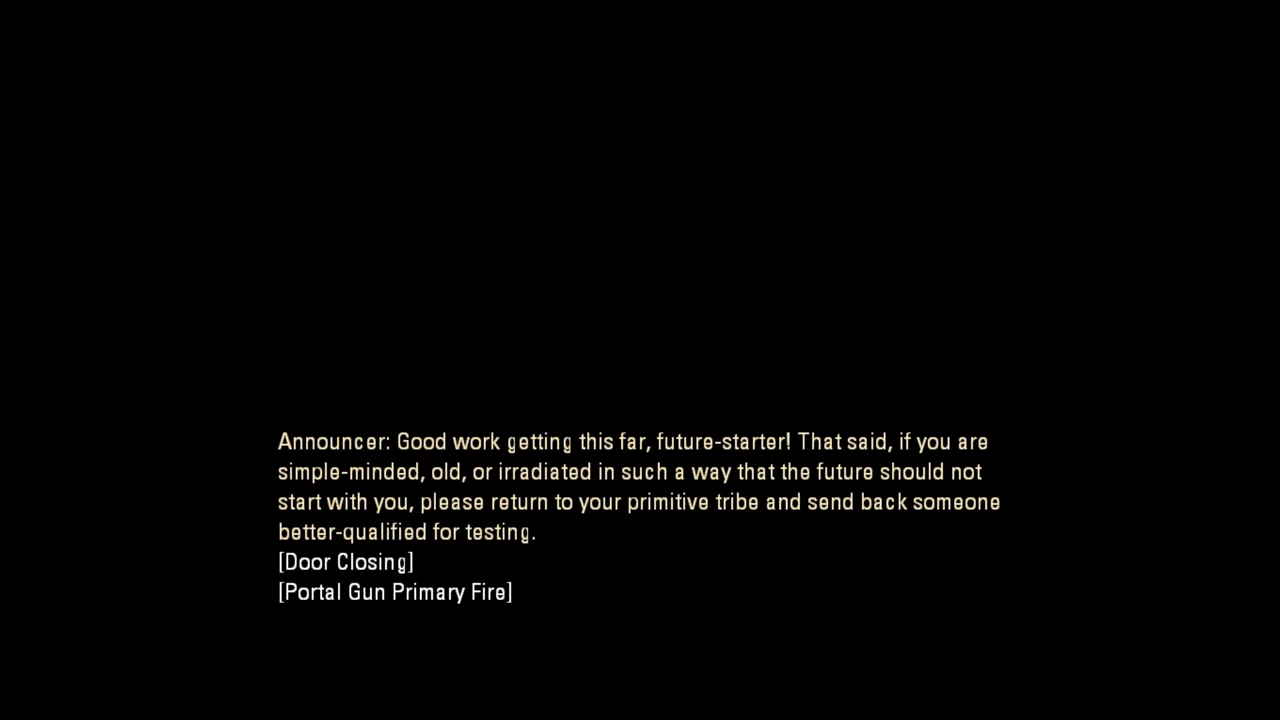 Announcer: Good work getting this far, future-starter! That said, if you are
simple-minded, old, or irradiated in such a way that the future should not
start with you, please return to your primitive tribe and send back someone
better-qualified for testing.
[Door Closing]
[Portal Gun Primary Fire]